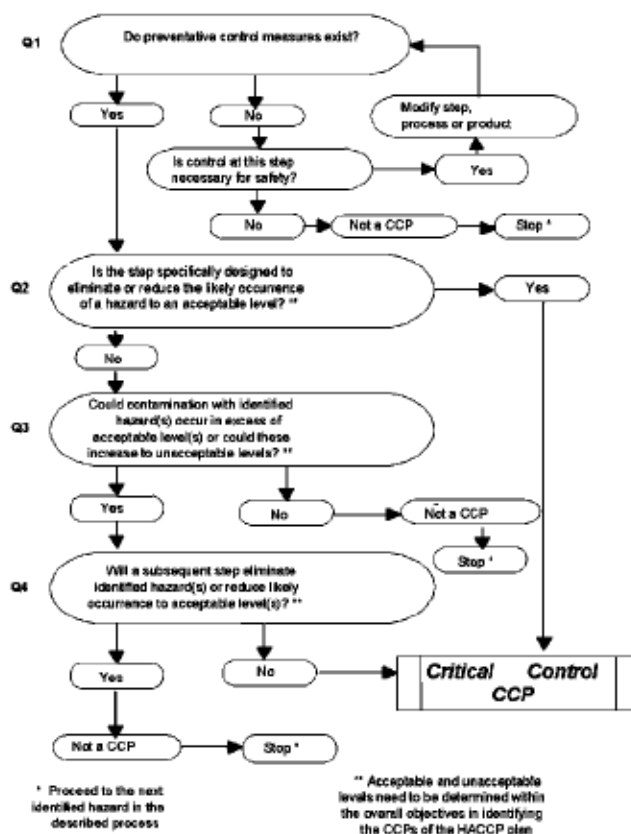 Q1
Do preventative control measures exist?
Yes
No
Modify step,
process or product
Is control at this step
necessary for safety?
Yes
No
Not a CCP
Stop *
Q2
Is the step specifically designed to
eliminate or reduce the likely occurrence
of a hazard to an acceptable level? **
Yes
No
Q3
Could contamination with identified
hazard(s) occur in excess of
acceptable level(s) or could these
increase to unacceptable levels? **
Yes
No
Not a CCP
Stop *
Q4
Will a subsequent step eliminate
identified hazard(s) or reduce likely
occurrence to acceptable level(s)? **
Yes
No
Critical Control
CCP
Not a CCP
Stop *
* Proceed to the next
identified hazard in the
described process
** Acceptable and unacceptable
levels need to be determined within
the overall objectives in identifying
the CCPs of the HACCP plan